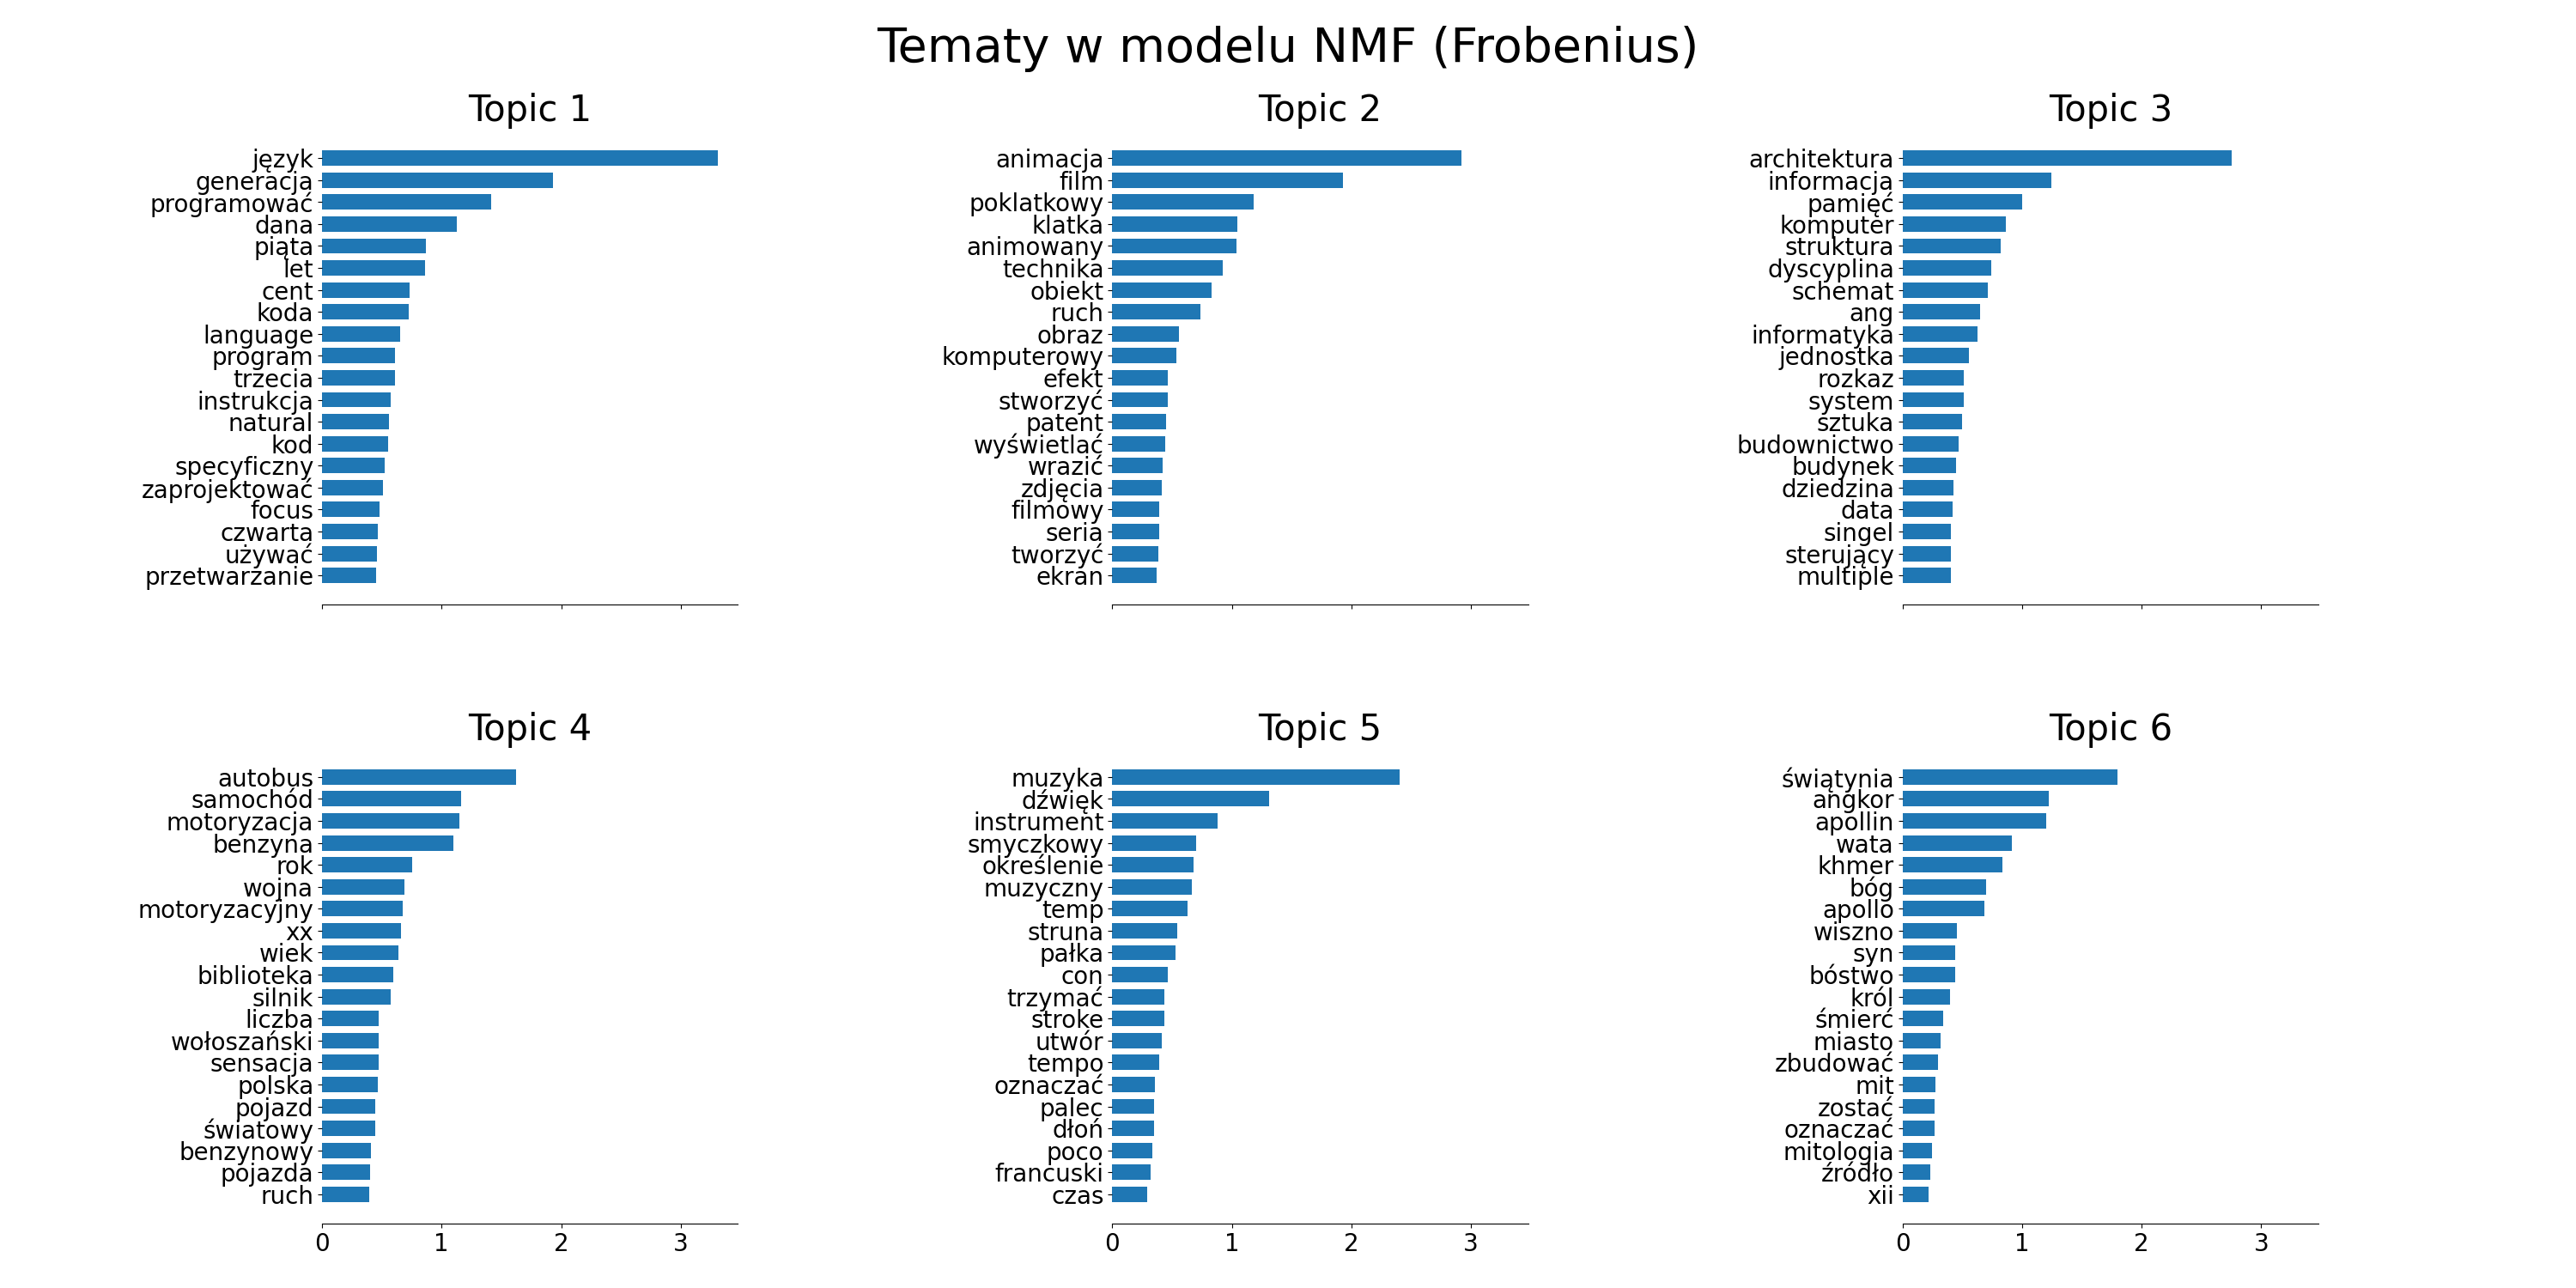 Tematy w modelu NMF (Frobenius)
Topic 1
język
generacja
programować
dana
piąta
let
cent
koda
language
program
trzecia
instrukcja
natural
kod
specyficzny
zaprojektować
focus
czwarta
używać
przetwarzanie
Topic 2
animacja
film
poklatkowy
klatka
animowany
technika
obiekt
ruch
obraz
komputerowy
efekt
stworzyć
patent
wyświetlać
wrazić
zdjęcia
filmowy
seria
tworzyć
ekran
Topic 3
architektura
informacja
pamięć
komputer
struktura
dyscyplina
schemat
ang
informatyka
jednostka
rozkaz
system
sztuka
budownictwo
budynek
dziedzina
data
singel
sterujący
multiple
Topic 4
autobus
samochód
motoryzacja
benzyna
rok
wojna
motoryzacyjny
xx
wiek
biblioteka
silnik
liczba
wołoszański
sensacja
polska
pojazd
światowy
benzynowy
pojazda
ruch
0 1 2 3
Topic 5
muzyka
dźwięk
instrument
smyczkowy
określenie
muzyczny
temp
struna
pałka
con
trzymać
stroke
utwór
tempo
oznaczać
palec
dłoń
poco
francuski
czas
0 1 2 3
Topic 6
świątynia
angkor
apollin
wata
khmer
bóg
apollo
wiszno
syn
bóstwo
król
śmierć
miasto
zbudować
mit
zostać
oznaczać
mitologia
źródło
xii
0 1 2 3